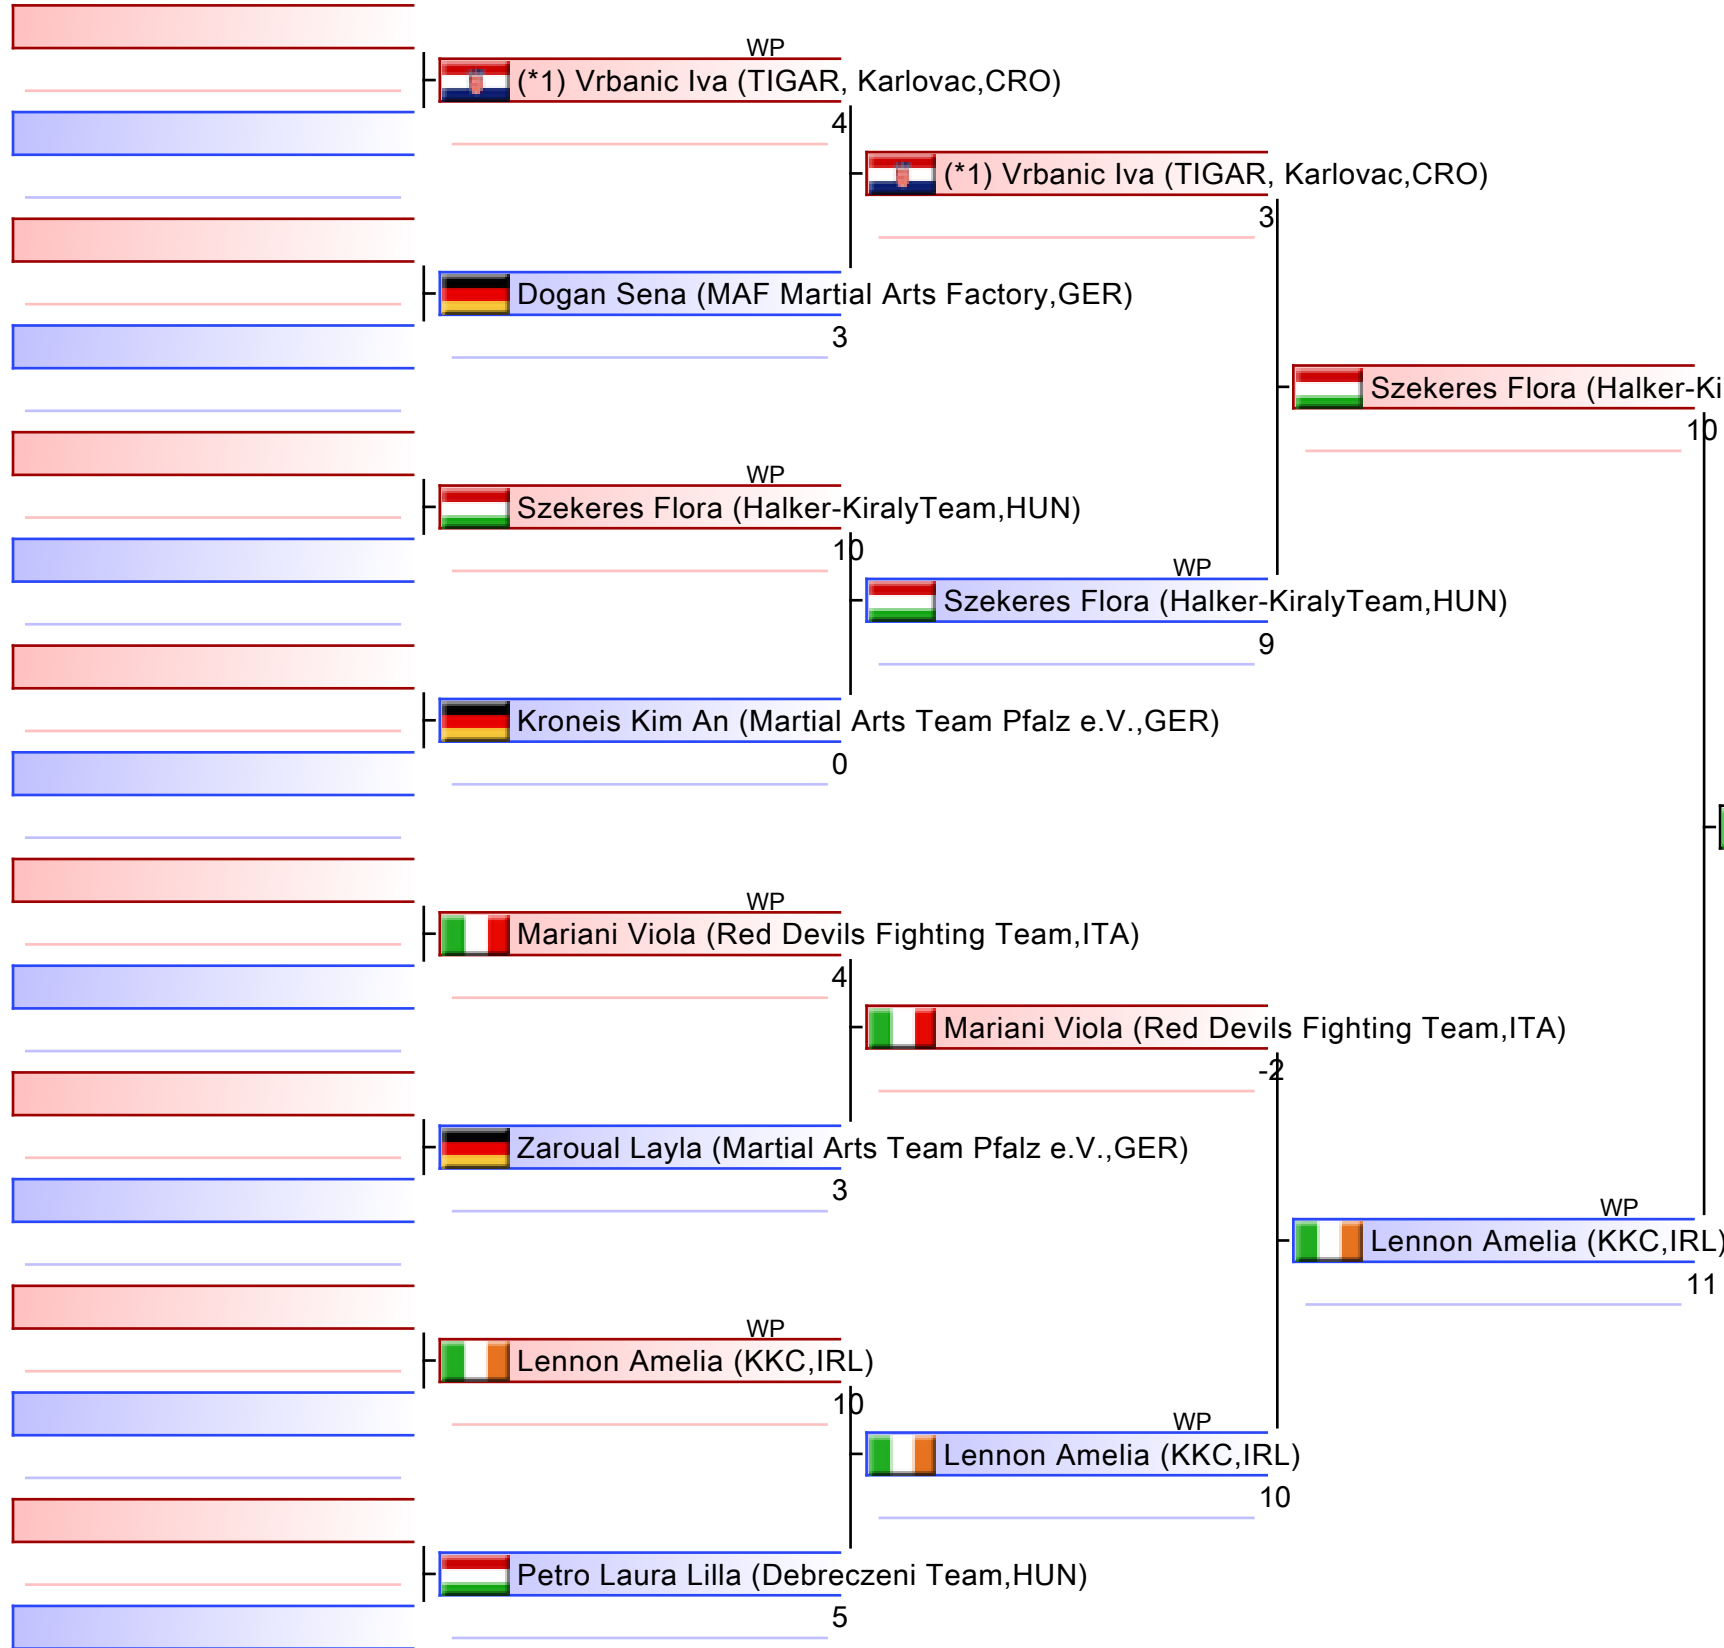 WP
(*1) Vrbanic Iva (TIGAR, Karlovac,CRO)
4
(*1) Vrbanic Iva (TIGAR, Karlovac,CRO)
3
Dogan Sena (MAF Martial Arts Factory,GER)
3
Szekeres Flora (Halker-Ki
10
WP
Szekeres Flora (Halker-KiralyTeam,HUN)
10
WP
Szekeres Flora (Halker-KiralyTeam,HUN)
9
Kroneis Kim An (Martial Arts Team Pfalz e.V.,GER)
0
WP
Mariani Viola (Red Devils Fighting Team,ITA)
4
Mariani Viola (Red Devils Fighting Team,ITA)
-2
Zaroual Layla (Martial Arts Team Pfalz e.V.,GER)
3
WP
Lennon Amelia (KKC,IRL)
11
WP
Lennon Amelia (KKC,IRL)
10
WP
Lennon Amelia (KKC,IRL)
10
Petro Laura Lilla (Debreczeni Team,HUN)
5